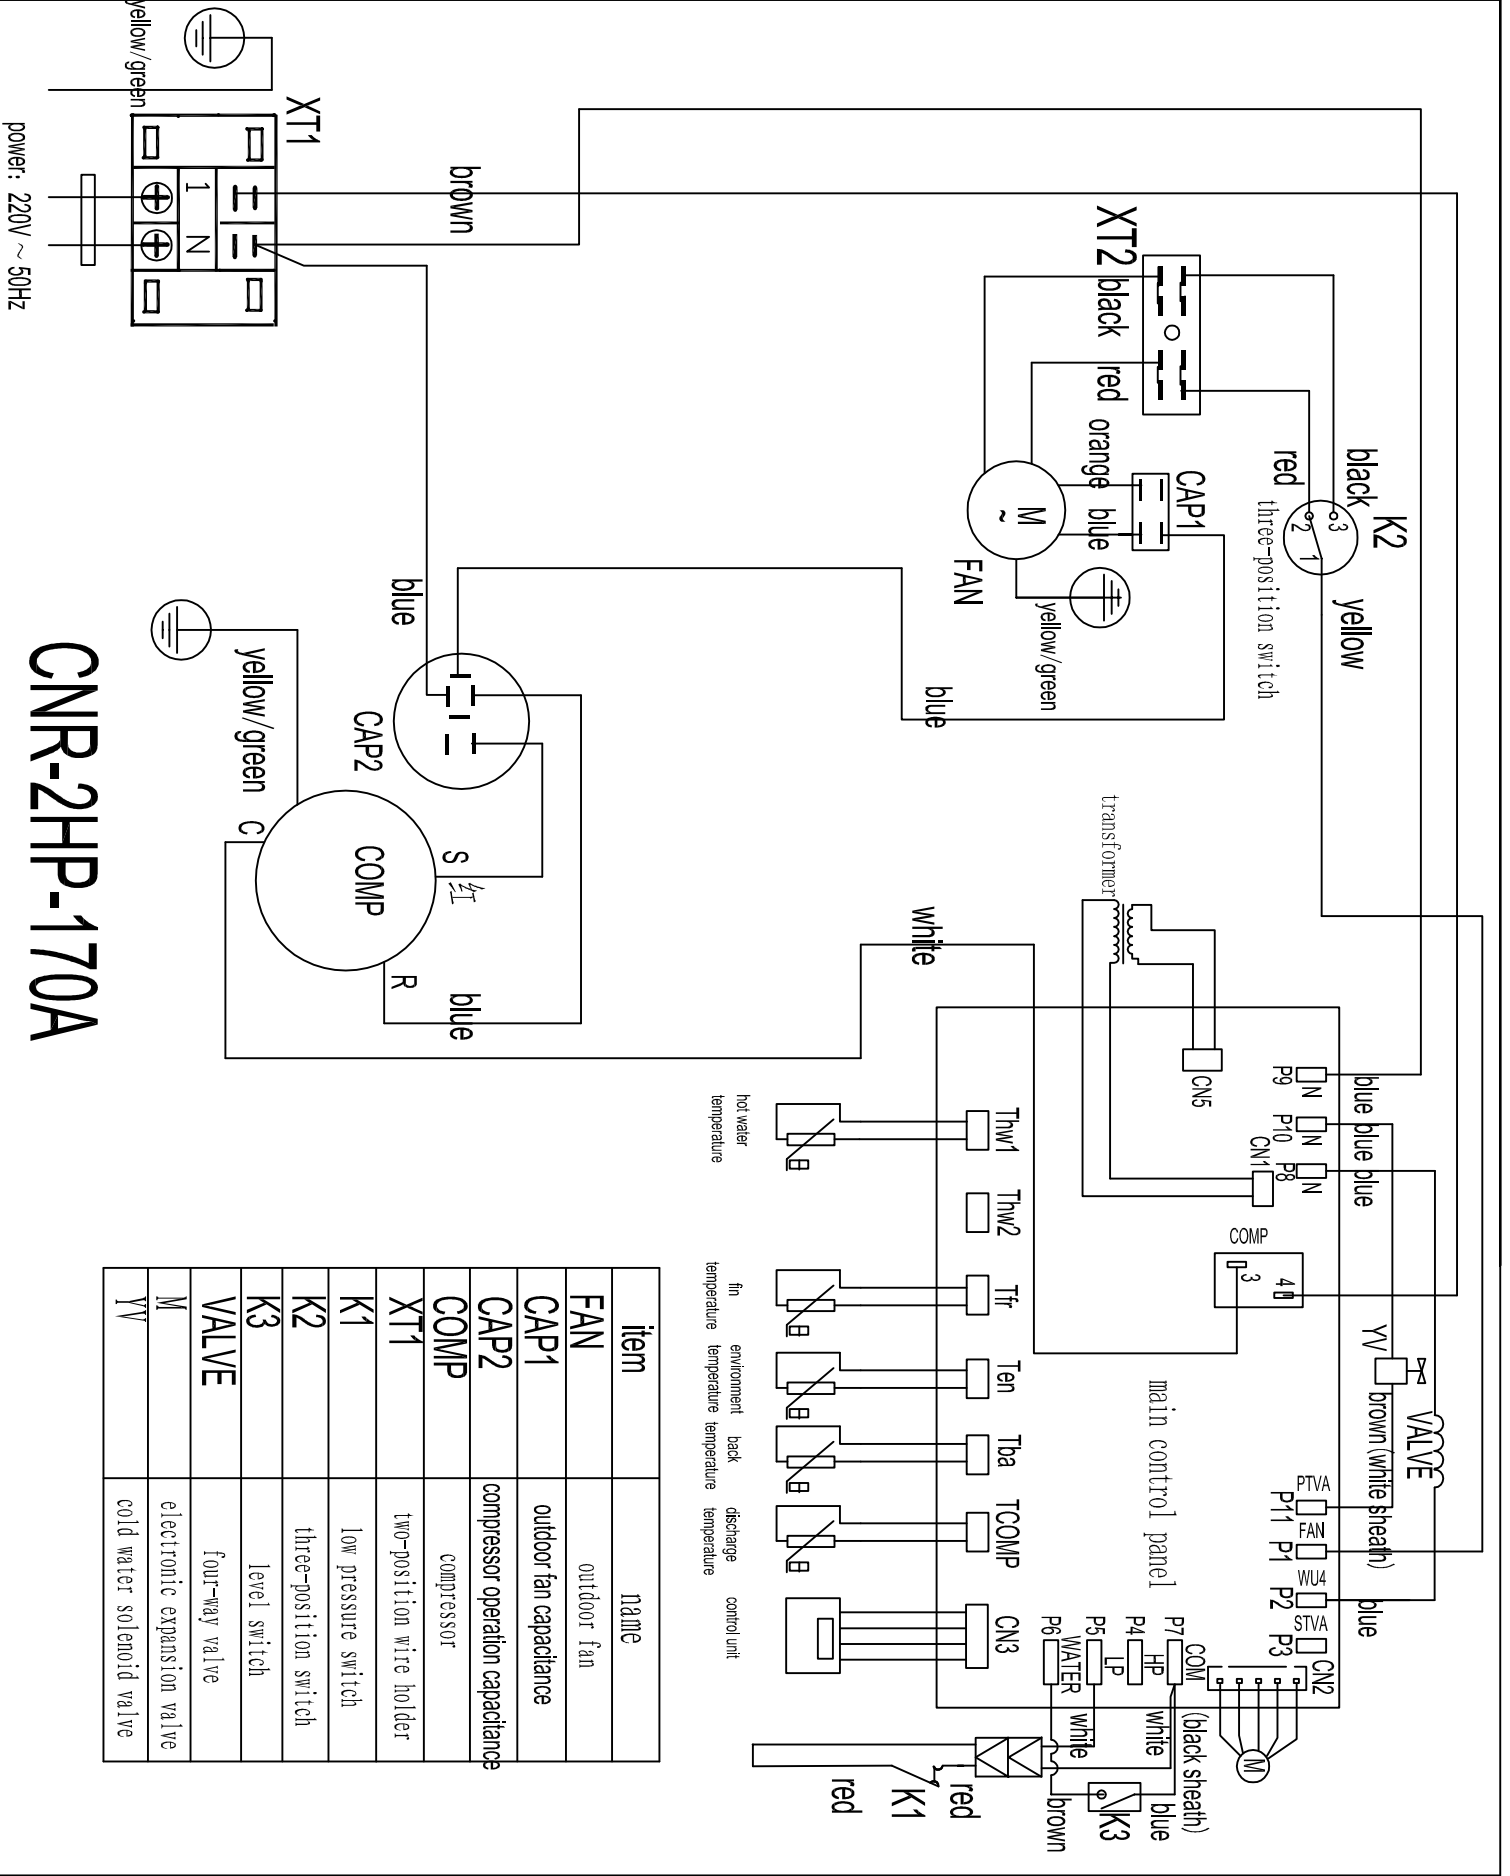 yellow/green
power: 220V ~ 50Hz
XT1
1
N
brown
XT2
black
red
orange
blue
CAP1
M
~
FAN
yellow/green
black
red
K2
3
2
1
three-position switch
yellow
blue
blue
CAP2
yellow/green
C
COMP
S
红
R
blue
white
transformer
CN5
P9
N
P10
N
P8
N
CN1
blue
blue
blue
COMP
3
4
YV
brown(white sheath)
VALVE
PTVA
P11
FAN
P1
WU4
P2
STVA
P3
blue
CN2
M
main control panel
Thw1
Thw2
Tfr
Ten
Tba
TCOMP
CN3
hot water
temperature
fin
temperature
environment
temperature
back
temperature
discharge
temperature
control unit
P6
WATER
P5
LP
P4
HP
P7
COM
(black sheath)
white
white
blue
K3
brown
red
K1
red
item name
FAN outdoor fan
CAP1 outdoor fan capacitance
CAP2 compressor operation capacitance
COMP compressor
XT1 two-position wire holder
K1 low pressure switch
K2 three-position switch
K3 level switch
VALVE four-way valve
M electronic expansion valve
YV cold water solenoid valve
CNR-2HP-170A